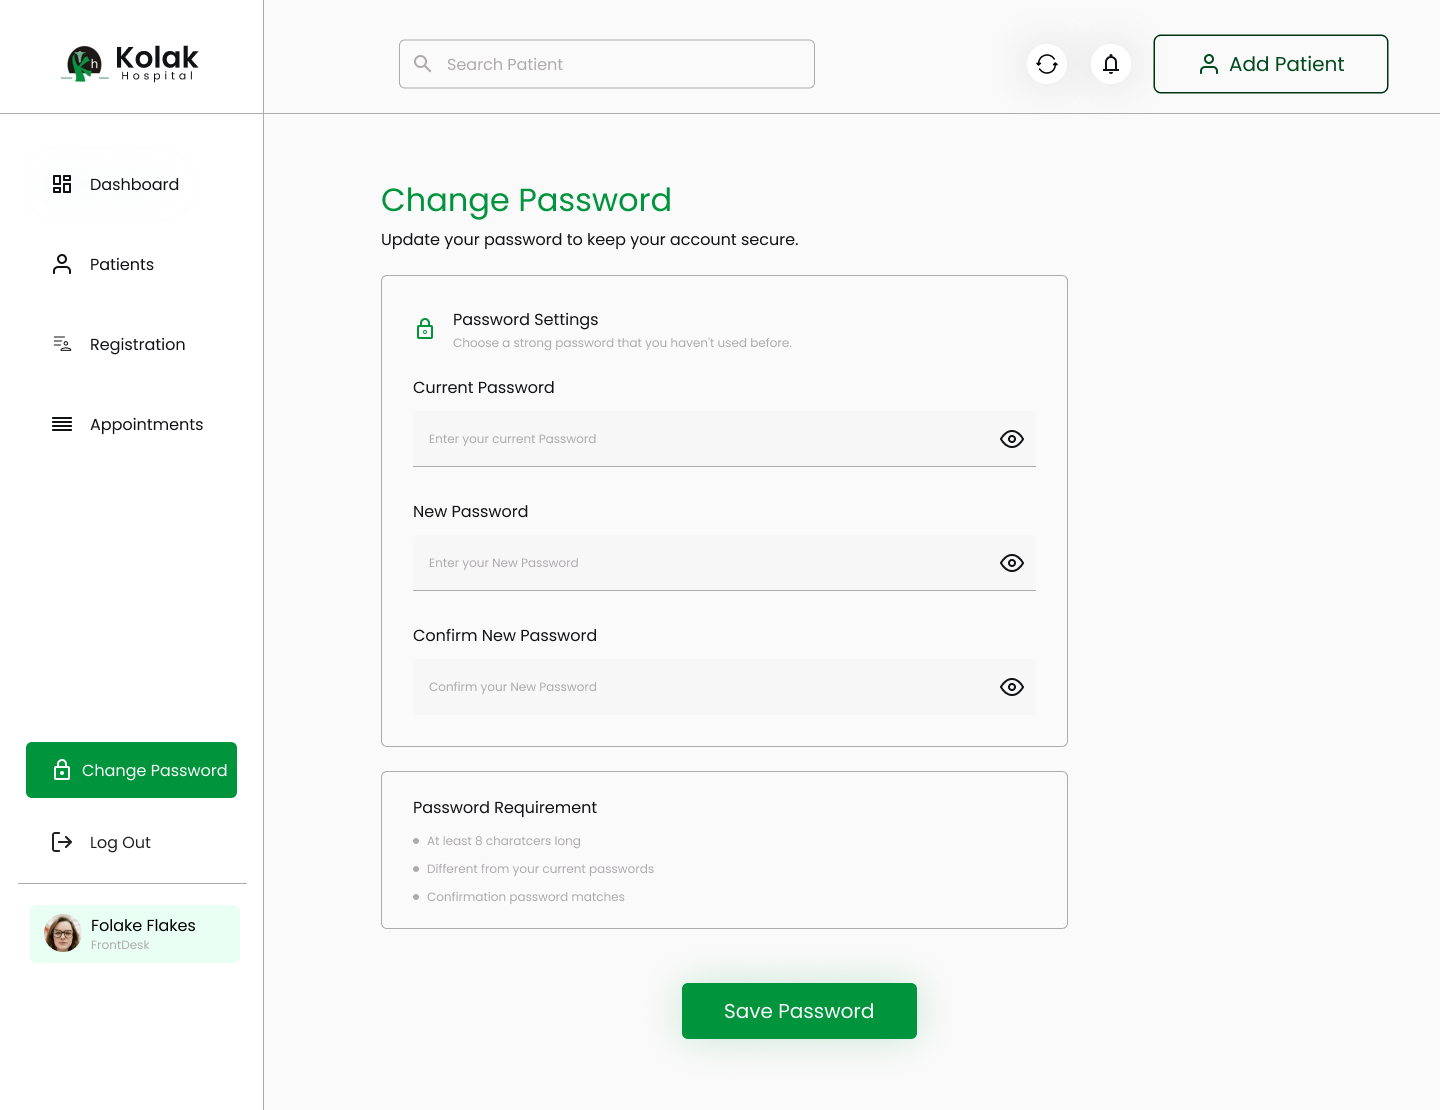 Kolak
Hospital
Search Patient
Add Patient
Dashboard
Patients
Registration
Appointments
Change Password
Log Out
Folake Flakes
FrontDesk
Change Password
Update your password to keep your account secure.
Password Settings
Choose a strong password that you haven't used before.
Current Password
Enter your current Password
New Password
Enter your New Password
Confirm New Password
Confirm your New Password
Password Requirement
At least 8 charatcers long
Different from your current passwords
Confirmation password matches
Save Password